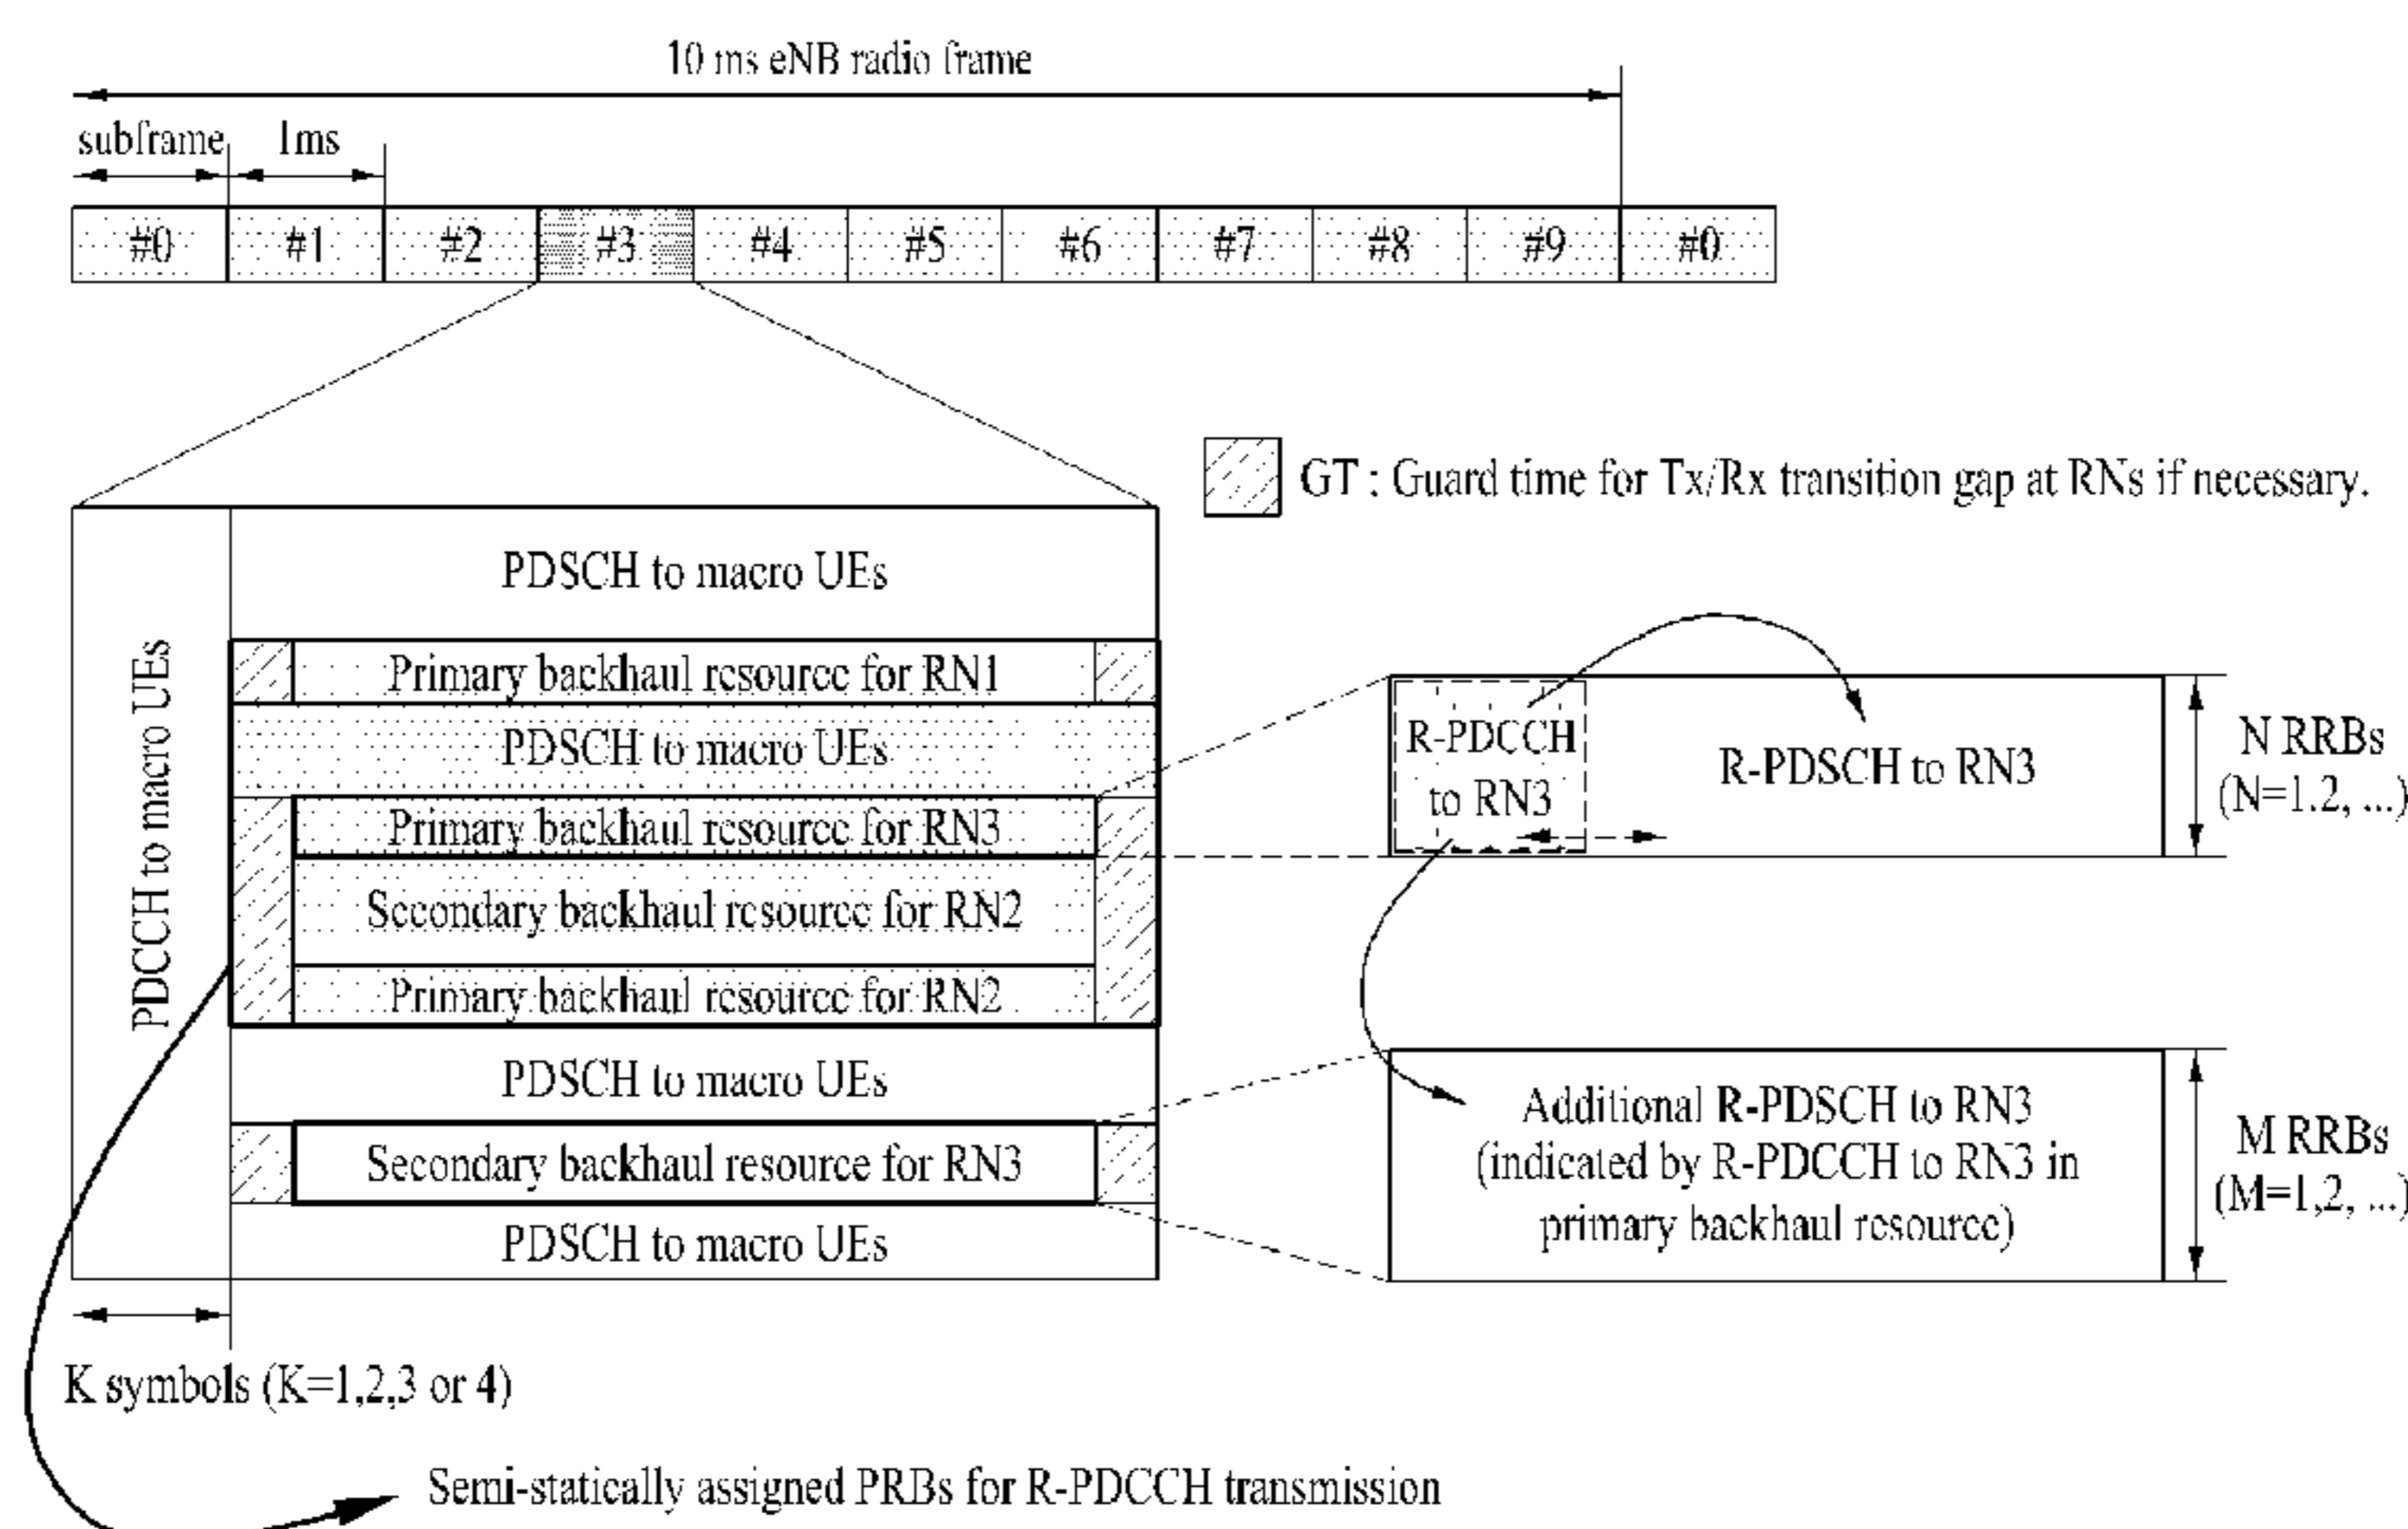 10 ms eNB radio frame
subframe 1ms
#0 #1 #2 #3 #4 #5 #6 #7 #8 #9 #0
GT : Guard time for Tx/Rx transition gap at RNs if necessary.
PDCCH to macro UEs
PDSCH to macro UEs
Primary backhaul resource for RN1
PDSCH to macro UEs
Primary backhaul resource for RN3
Secondary backhaul resource for RN2
Primary backhaul resource for RN2
PDSCH to macro UEs
Secondary backhaul resource for RN3
PDSCH to macro UEs
R-PDCCH
to RN3
R-PDSCH to RN3
N RRBs
(N=1.2, ...)
Additional R-PDSCH to RN3
(indicated by R-PDCCH to RN3 in
primary backhaul resource)
M RRBs
(M=1,2, ...)
K symbols (K=1,2,3 or 4)
Semi-statically assigned PRBs for R-PDCCH transmission